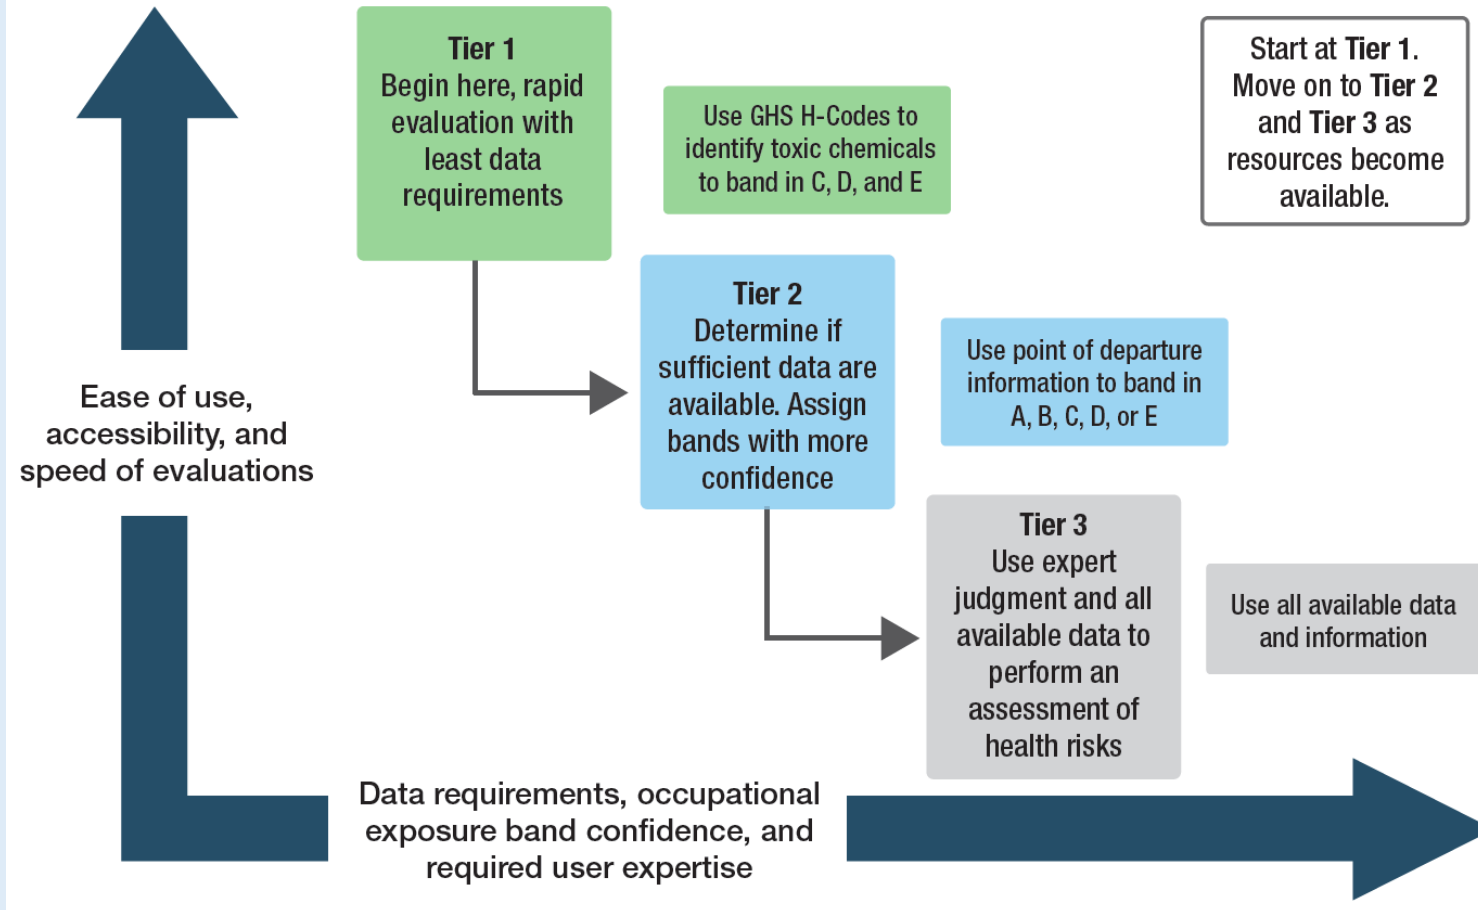 Tier 1
Begin here, rapid
evaluation with
least data
requirements
Use GHS H-Codes to
identify toxic chemicals
to band in C, D, and E
Start at Tier 1.
Move on to Tier 2
and Tier 3 as
resources become
available.
Tier 2
Determine if
sufficient data are
available. Assign
bands with more
confidence
Use point of departure
information to band in
A, B, C, D, or E
Ease of use,
accessibility, and
speed of evaluations
Tier 3
Use expert
judgment and all
available data to
perform an
assessment of
health risks
Use all available data
and information
Data requirements, occupational
exposure band confidence, and
required user expertise